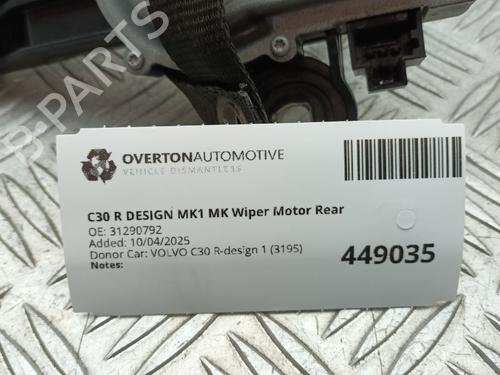 B-PARTS
OVERTONAUTOMOTIVE
VEHICLE DISMANTLERS
C30 R DESIGN MK1 MK Wiper Motor Rear
OE: 31290792
Added: 10/04/2025
Donor Car: VOLVO C30 R-design 1 (3195)
Notes:
449035